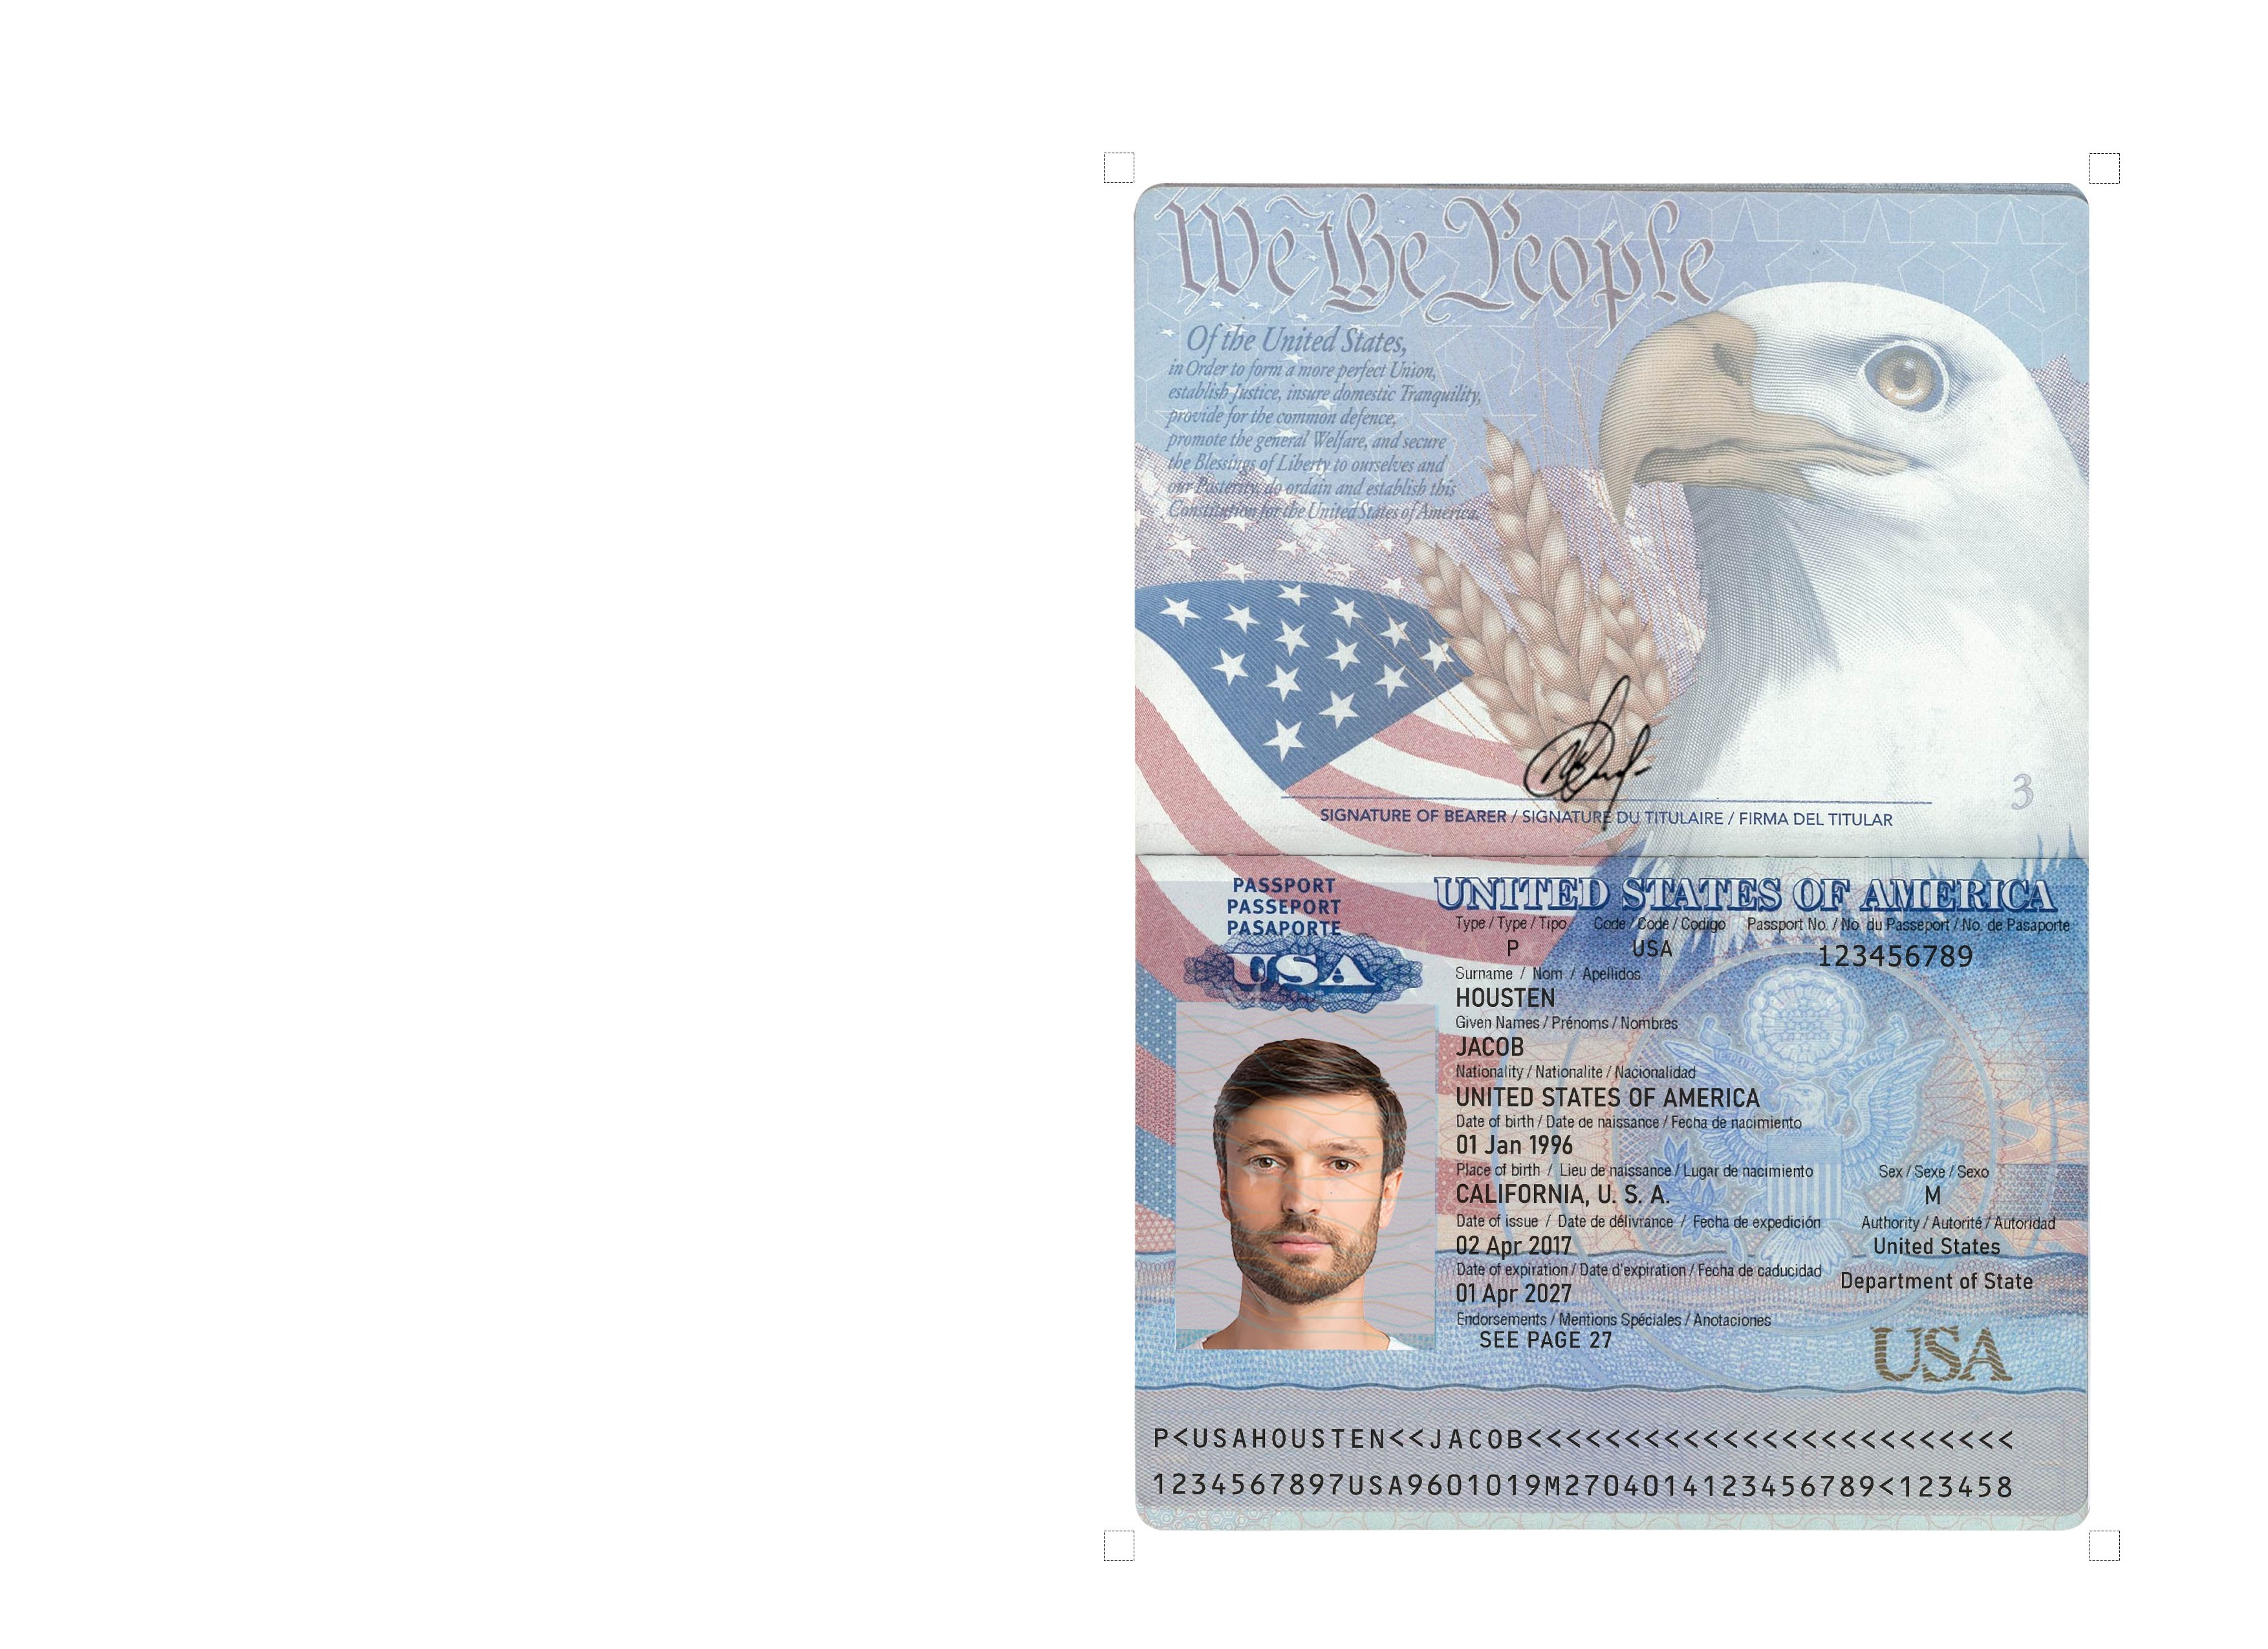 We the People
Of the United States,
in Order to form a more perfect Union,
establish Justice, insure domestic Tranquility,
provide for the common defence,
promote the general Welfare, and secure
the Blessings of Liberty to ourselves and
our Posterity, do ordain and establish this
Constitution for the United States of America.
3
SIGNATURE OF BEARER / SIGNATURE DU TITULAIRE / FIRMA DEL TITULAR
PASSPORT
PASSEPORT
PASAPORTE
USA
UNITED STATES OF AMERICA
Type / Type / Tipo Code / Code / Codigo Passport No. / No. du Passeport / No. de Pasaporte
P USA 123456789
Surname / Nom / Apellidos
HOUSTEN
Given Names / Prénoms / Nombres
JACOB
Nationality / Nationalite / Nacionalidad
UNITED STATES OF AMERICA
Date of birth / Date de naissance / Fecha de nacimiento
01 Jan 1996
Place of birth / Lieu de naissance / Lugar de nacimiento Sex / Sexe / Sexo
CALIFORNIA, U. S. A. M
Date of issue / Date de délivrance / Fecha de expedición Authority / Autorité / Autoridad
02 Apr 2017 United States
Date of expiration / Date d'expiration / Fecha de caducidad Department of State
01 Apr 2027
Endorsements / Mentions Spéciales / Anotaciones
SEE PAGE 27
USA
P<USAHOUSTEN<<JACOB<<<<<<<<<<<<<<<<<<<<<<<<<
1234567897USA9601019M2704014123456789<123458